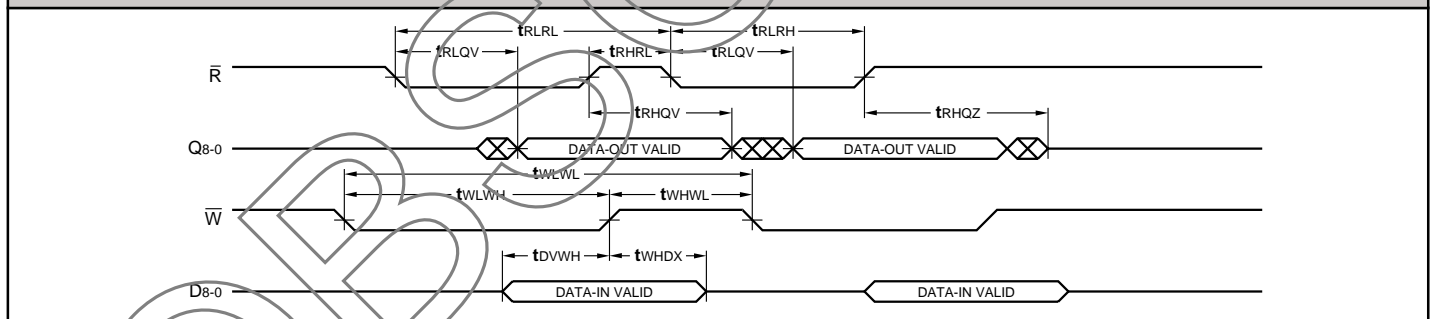 tRLRL tRLRH
tRLQV tRHRL tRLQV
R̅
tRHQV tRHQZ
Q8-0 DATA-OUT VALID DATA-OUT VALID
tWLWL
tWLWH tWHWL
W̅
tDVWH tWHDX
D8-0 DATA-IN VALID DATA-IN VALID